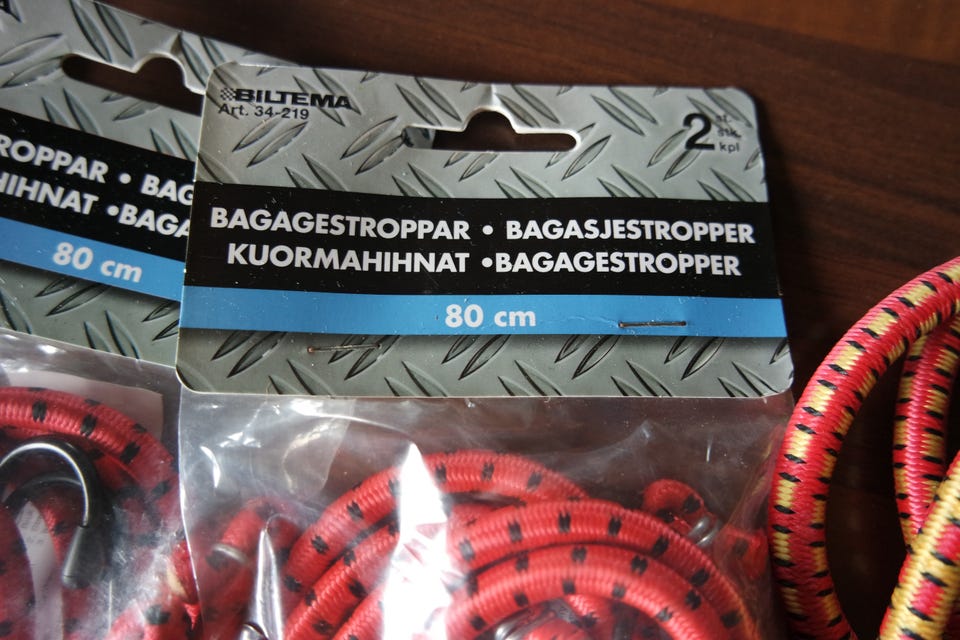 BILTEMA
Art. 34-219
2 st.
stk.
kpl
BAGAGESTROPPAR • BAGASJESTROPPER
KUORMAHIHNAT •BAGAGESTROPPER
80 cm
ROPPAR • BAG
HIHNAT •BAGA
80 cm